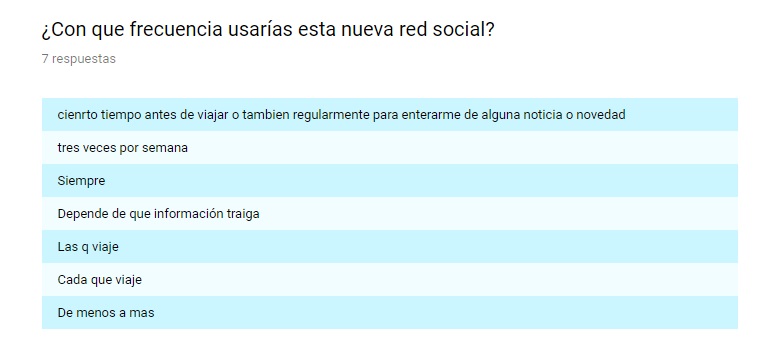 ¿Con que frecuencia usarías esta nueva red social?
7 respuestas
cienrto tiempo antes de viajar o tambien regularmente para enterarme de alguna noticia o novedad
tres veces por semana
Siempre
Depende de que información traiga
Las q viaje
Cada que viaje
De menos a mas